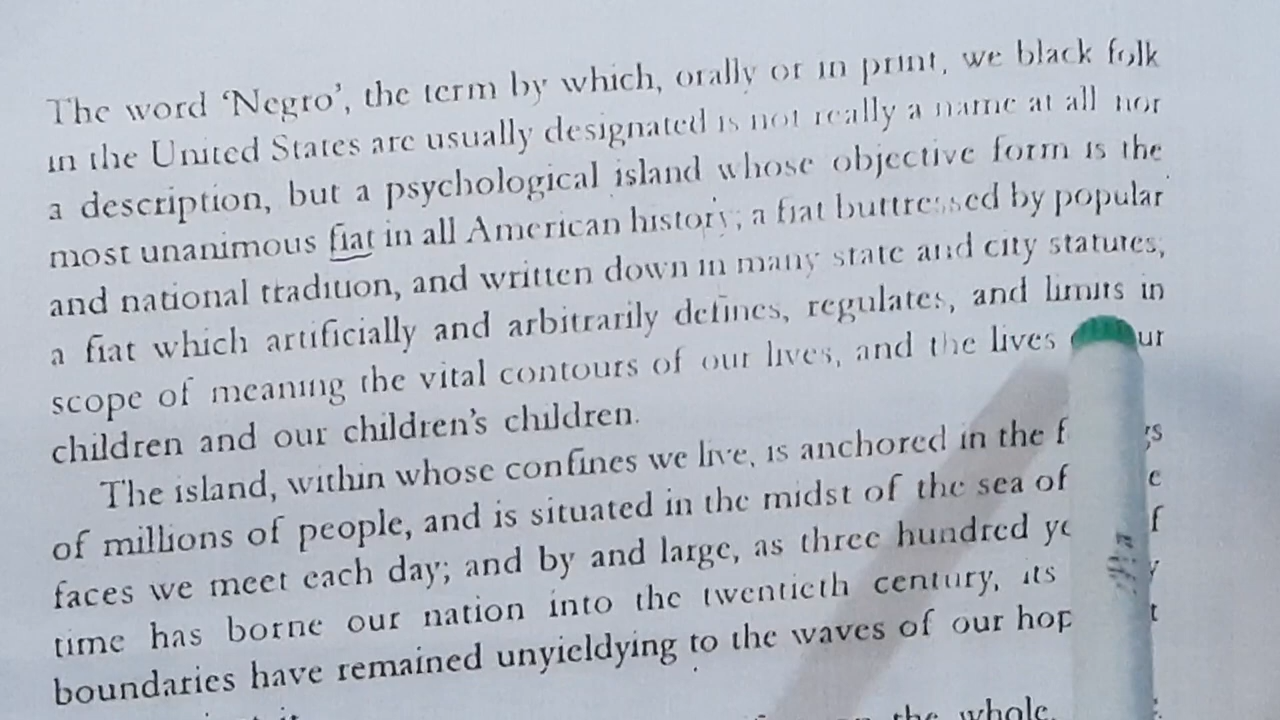 The word ‘Negro’, the term by which, orally or in print, we black folk
in the United States are usually designated is not really a name at all nor
a description, but a psychological island whose objective form is the
most unanimous fiat in all American history; a fiat buttressed by popular
and national tradition, and written down in many state and city statutes;
a fiat which artificially and arbitrarily defines, regulates, and limits in
scope of meaning the vital contours of our lives, and the lives
children and our children’s children.
The island, within whose confines we live, is anchored in the
of millions of people, and is situated in the midst of the sea of
faces we meet each day; and by and large, as three hundred
time has borne our nation into the twentieth century, its
boundaries have remained unyieldying to the waves of our
the whole,